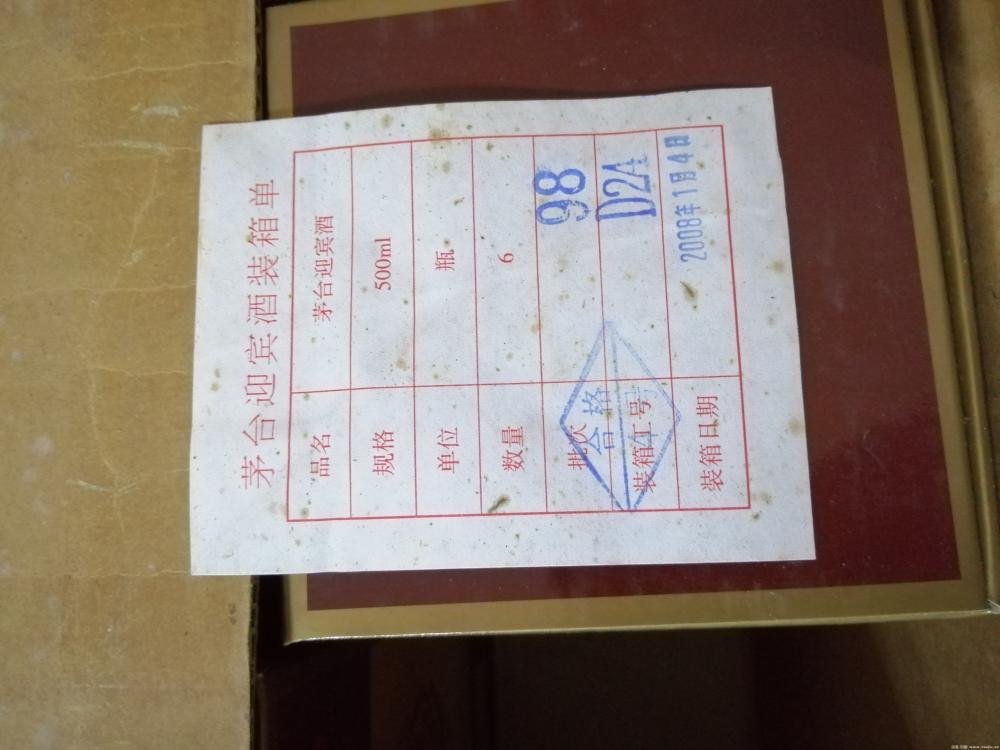 茅台迎宾酒装箱单
品名 茅台迎宾酒
规格 500ml
单位 瓶
数量 6
批次 98
装箱工号 D24
装箱日期 2008年1月4日
合格